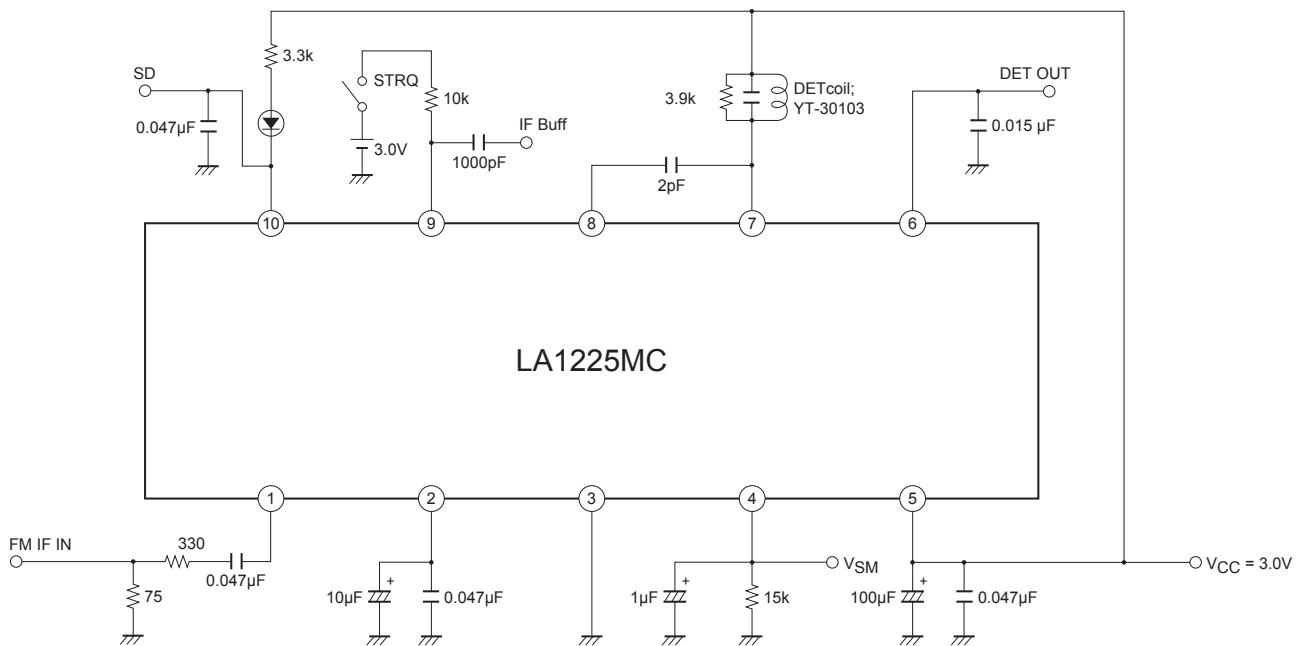 3.3k
SD
STRQ
DET OUT
10k
3.9k
DETcoil;
YT-30103
0.047µF
IF Buff
0.015 µF
3.0V
1000pF
2pF
10
9
8
7
6
LA1225MC
1
2
3
4
5
FM IF IN
330
0.047µF
75
10µF
+
0.047µF
1µF
+
15k
VSM
100µF
+
0.047µF
VCC = 3.0V